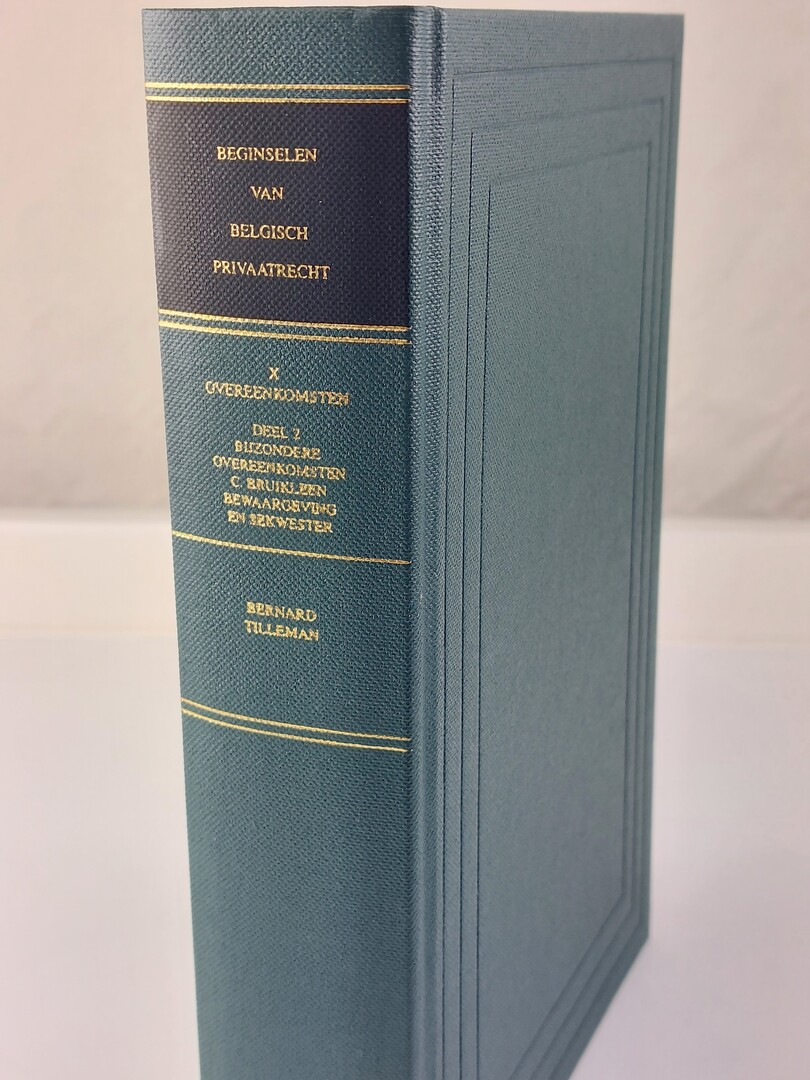 BEGINSELEN
VAN
BELGISCH
PRIVAATRECHT
X
OVEREENKOMSTEN
DEEL 2
BIJZONDERE
OVEREENKOMSTEN
C BRUIKLEEN
BEWAARGEVING
EN SEKWESTER
BERNARD
TILLEMAN